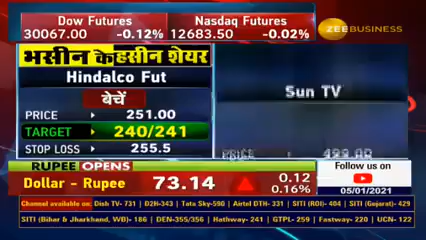 Dow Futures
30067.00 -0.12%
Nasdaq Futures
12683.50 -0.02%
ZEE BUSINESS
भसीन के हसीन शेयर
Hindalco Fut
बेचें
PRICE 251.00
TARGET 240/241
STOP LOSS 255.5
Sun TV
PRICE
RUPEE OPENS
Dollar - Rupee 73.14 ▲ 0.12
0.16%
Follow us on
YouTube
05/01/2021
Channel available on: Dish TV- 731 | D2H-343 | Tata Sky-590 | Airtel DTH- 331 | SITI (ROI)- 404 | SITI (Gujarat)- 429
SITI (Bihar & Jharkhand, WB)- 186 | DEN-355/356 | Hathway- 241 | GTPL- 259 | Fastway- 220 | UCN- 122